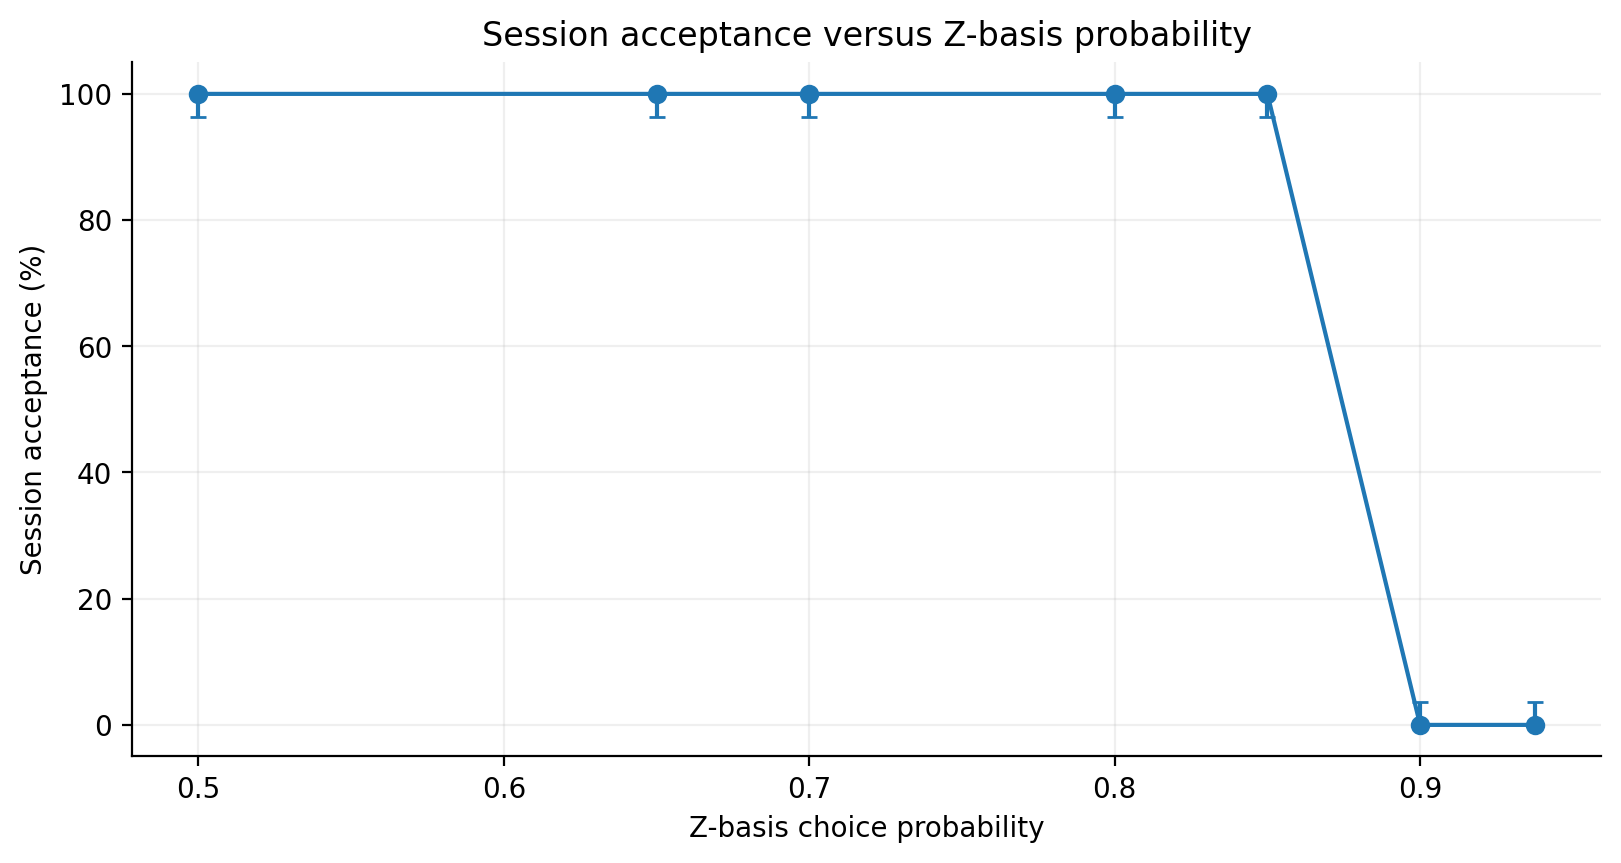 Session acceptance versus Z-basis probability
Session acceptance (%)
100
80
60
40
20
0
0.5 0.6 0.7 0.8 0.9
Z-basis choice probability